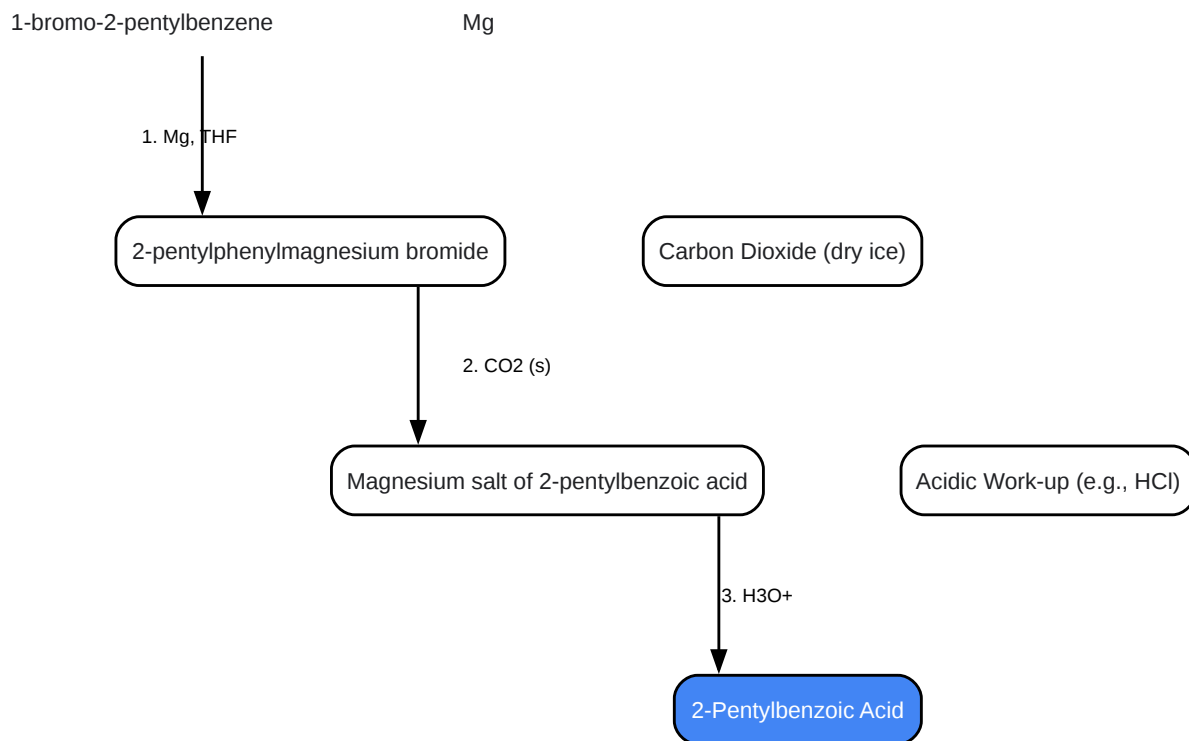 1-bromo-2-pentylbenzene
Mg
1. Mg, THF
2-pentylphenylmagnesium bromide
Carbon Dioxide (dry ice)
2. CO2 (s)
Magnesium salt of 2-pentylbenzoic acid
Acidic Work-up (e.g., HCl)
3. H3O+
2-Pentylbenzoic Acid